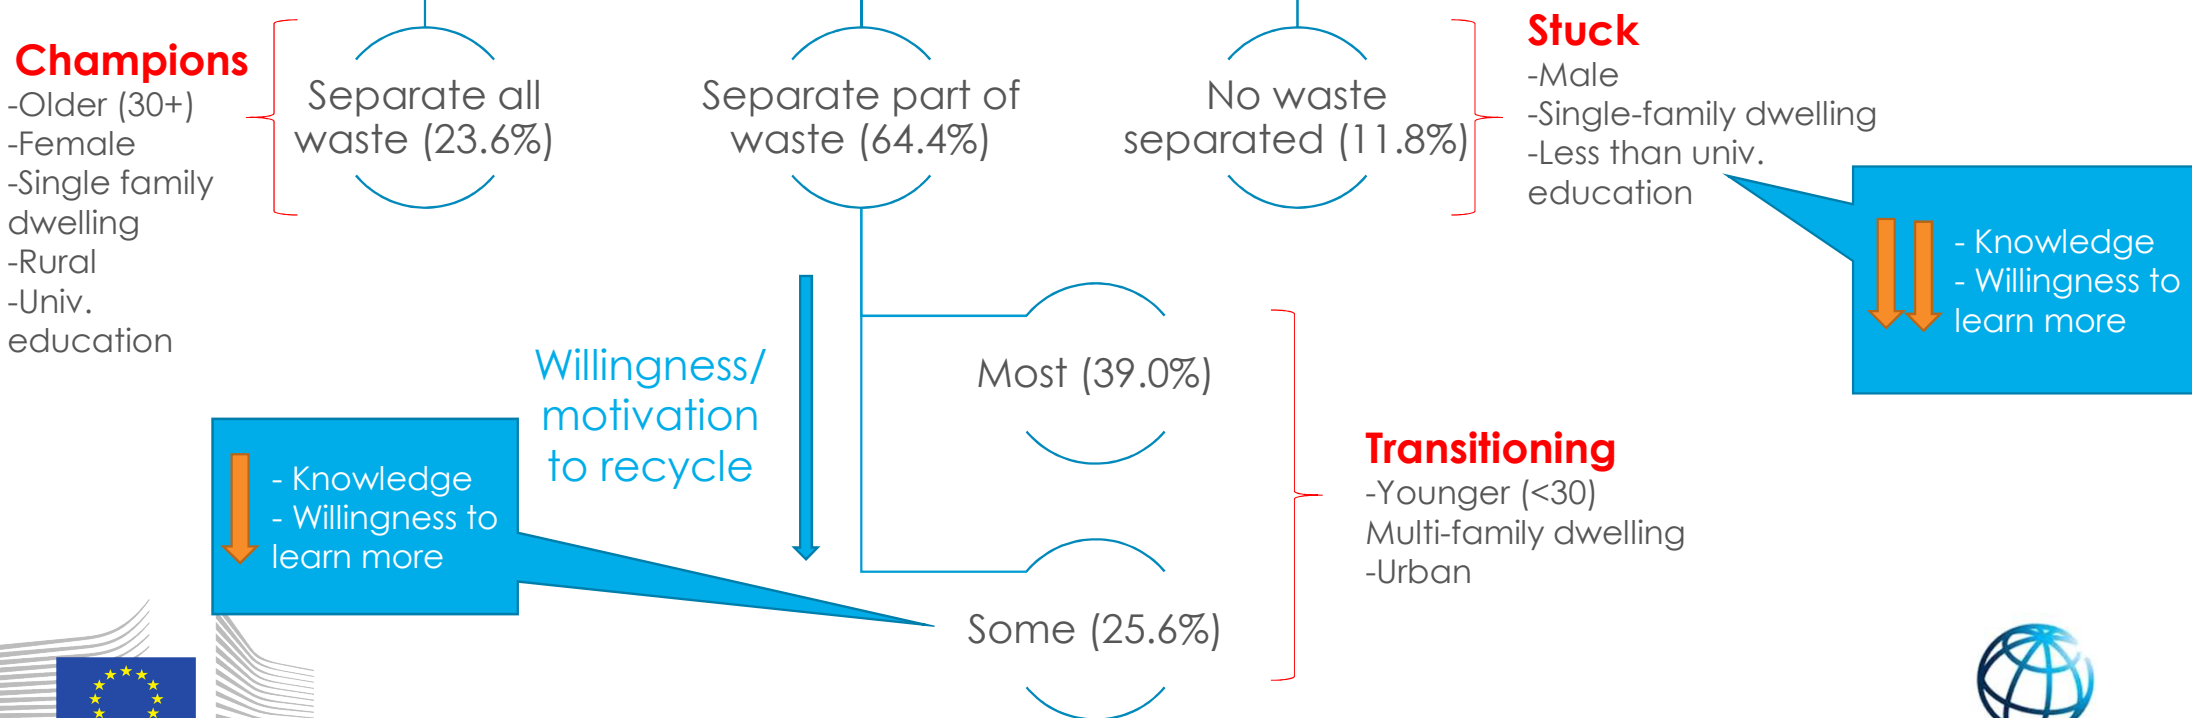 Champions
-Older (30+)
-Female
-Single family
dwelling
-Rural
-Univ.
education
Separate all
waste (23.6%)
Separate part of
waste (64.4%)
No waste
separated (11.8%)
Stuck
-Male
-Single-family dwelling
-Less than univ.
education
- Knowledge
- Willingness to
learn more
Willingness/
motivation
to recycle
Most (39.0%)
- Knowledge
- Willingness to
learn more
Transitioning
-Younger (<30)
Multi-family dwelling
-Urban
Some (25.6%)